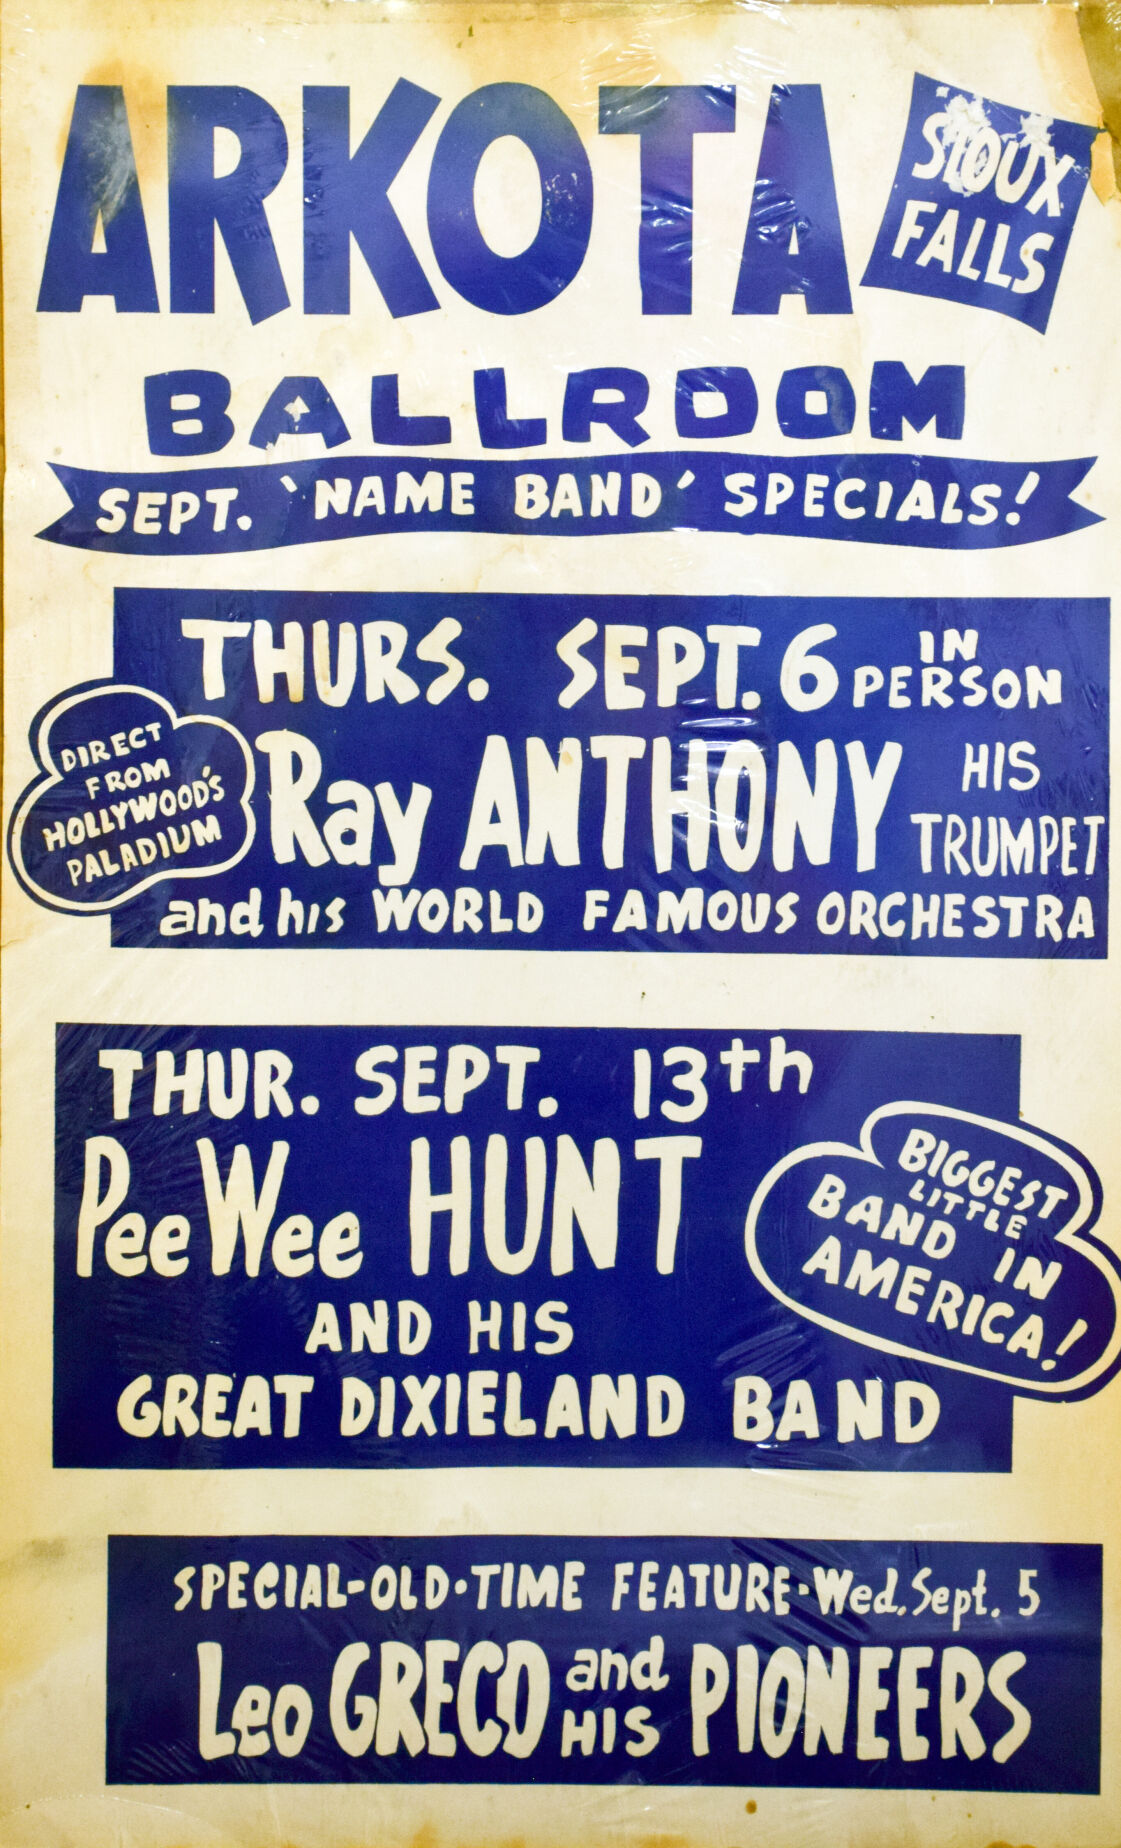 ARKOTA
SIOUX
FALLS
BALLROOM
SEPT. 'NAME BAND' SPECIALS!
THURS. SEPT. 6 IN PERSON
DIRECT
FROM
HOLLYWOOD'S
PALADIUM
Ray ANTHONY HIS TRUMPET
and his WORLD FAMOUS ORCHESTRA
THUR. SEPT. 13th
Pee Wee HUNT
AND HIS
GREAT DIXIELAND BAND
BIGGEST
LITTLE
BAND IN
AMERICA!
SPECIAL-OLD-TIME FEATURE-Wed. Sept. 5
Leo GRECO and HIS PIONEERS